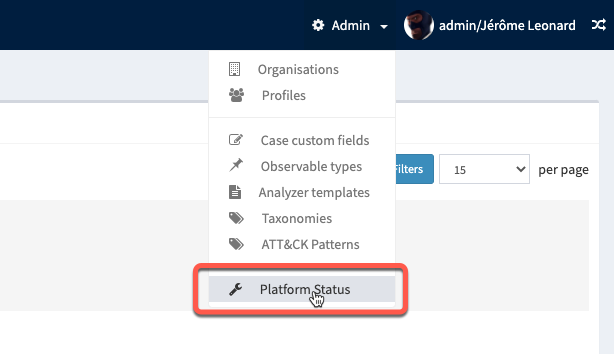 Admin
admin/Jérôme Leonard
Organisations
Profiles
Case custom fields
Observable types
Filters
15
per page
Analyzer templates
Taxonomies
ATT&CK Patterns
Platform Status